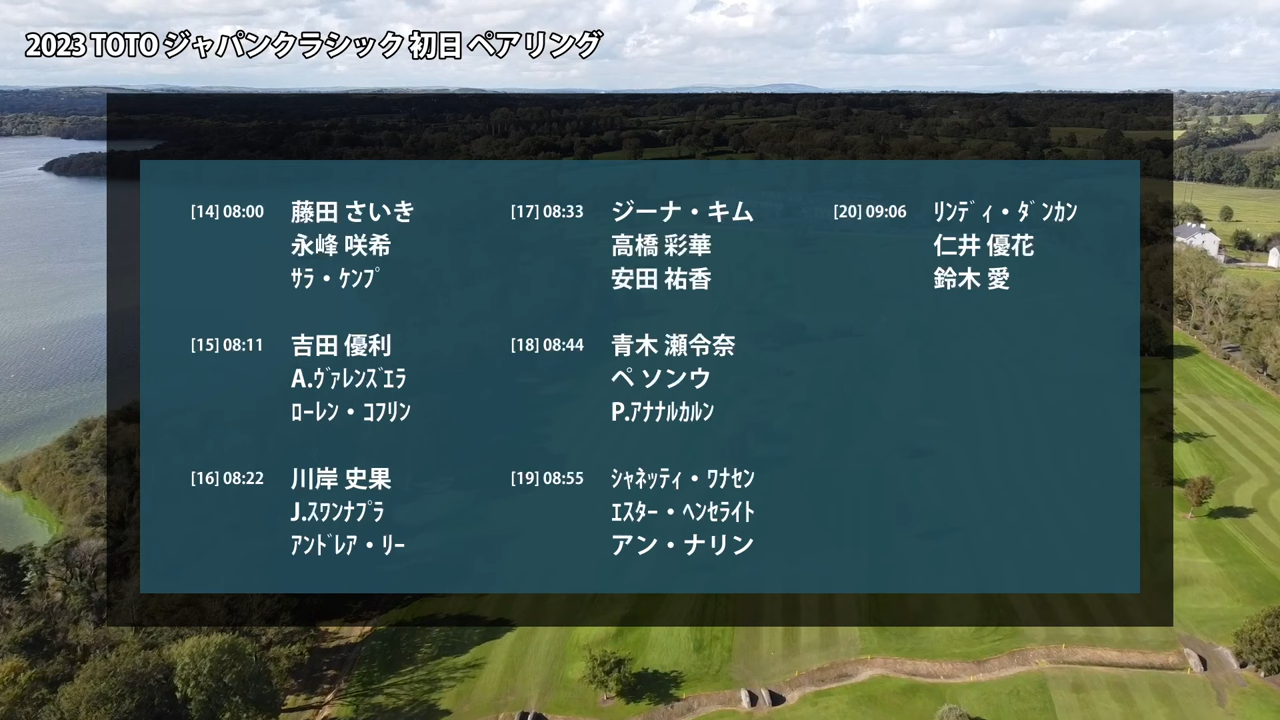 2023 TOTO ジャパンクラシック 初日 ペアリング
[14] 08:00 藤田 さいき
永峰 咲希
ｻﾗ・ｹﾝﾌﾟ
[15] 08:11 吉田 優利
A.ｳﾞｧﾚﾝｽﾞｴﾗ
ﾛｰﾚﾝ・ｺﾌﾘﾝ
[16] 08:22 川岸 史果
J.ｽﾜﾝﾅﾌﾟﾗ
ｱﾝﾄﾞﾚｱ・ﾘｰ
[17] 08:33 ジーナ・キム
高橋 彩華
安田 祐香
[18] 08:44 青木 瀬令奈
ペ ソンウ
P.ｱﾅﾅﾙｶﾙﾝ
[19] 08:55 ｼｬﾈｯﾃｨ・ﾜﾅｾﾝ
ｴｽﾀｰ・ﾍﾝｾﾗｲﾄ
アン・ナリン
[20] 09:06 ﾘﾝﾃﾞｨ・ﾀﾞﾝｶﾝ
仁井 優花
鈴木 愛